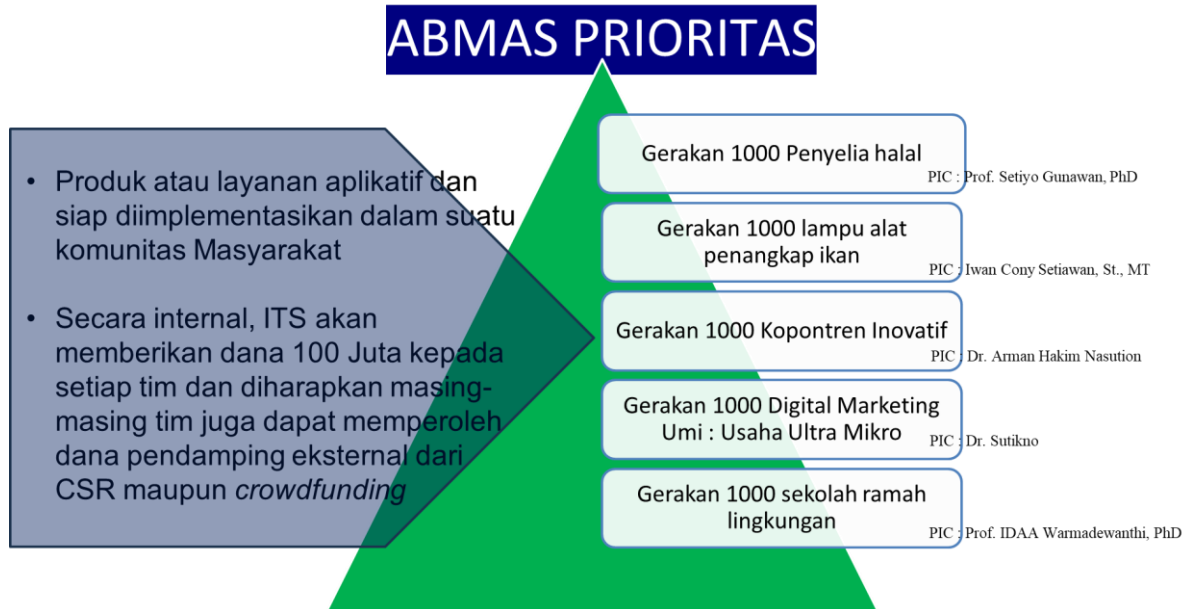 ABMAS PRIORITAS
• Produk atau layanan aplikatif dan
siap diimplementasikan dalam suatu
komunitas Masyarakat
• Secara internal, ITS akan
memberikan dana 100 Juta kepada
setiap tim dan diharapkan masing-
masing tim juga dapat memperoleh
dana pendamping eksternal dari
CSR maupun crowdfunding
Gerakan 1000 Penyelia halal
PIC : Prof. Setiyo Gunawan, PhD
Gerakan 1000 lampu alat
penangkap ikan
PIC : Iwan Cony Setiawan, St., MT
Gerakan 1000 Kopontren Inovatif
PIC : Dr. Arman Hakim Nasution
Gerakan 1000 Digital Marketing
Umi : Usaha Ultra Mikro
PIC : Dr. Sutikno
Gerakan 1000 sekolah ramah
lingkungan
PIC : Prof. IDAA Warmadewanthi, PhD